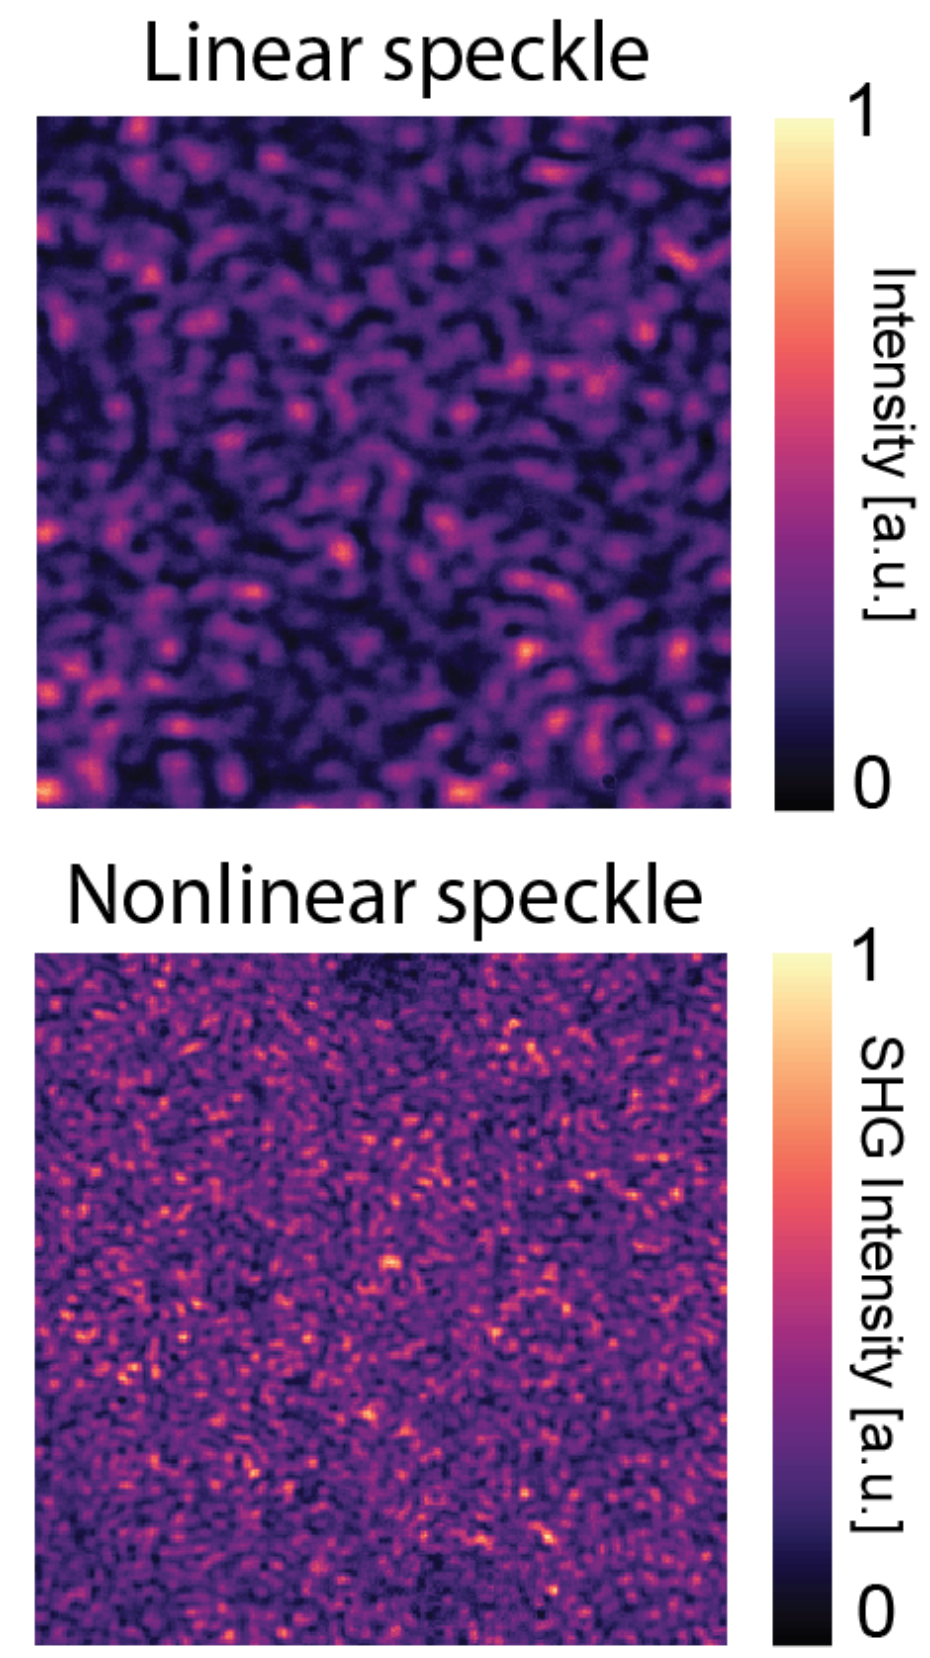 Linear speckle
1
Intensity [a.u.]
0
Nonlinear speckle
1
SHG Intensity [a.u.]
0